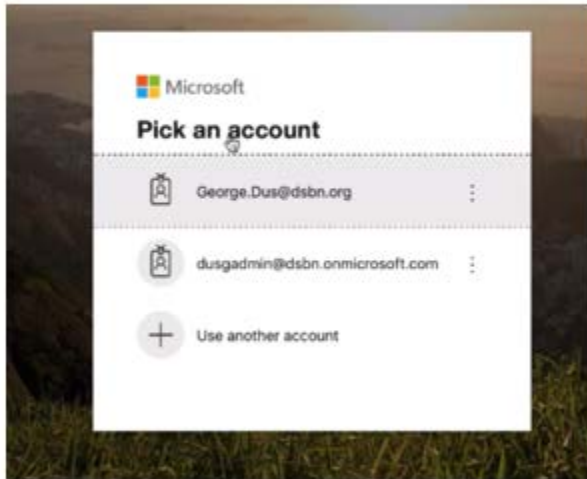 Microsoft
Pick an account
George.Dus@dsbn.org
dusgadmin@dsbn.onmicrosoft.com
Use another account